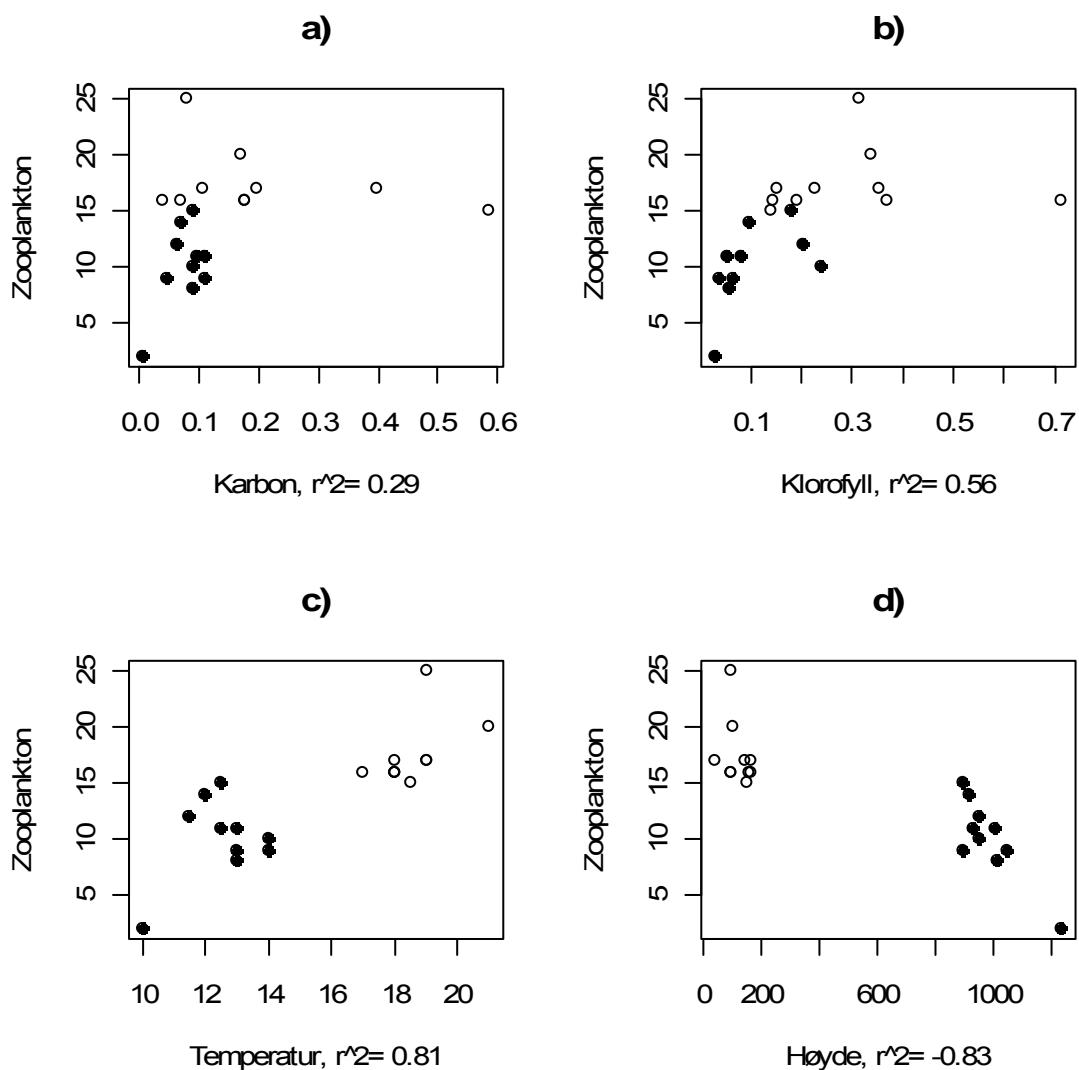 a)
Zooplankton
25
20
15
10
5
0.0 0.1 0.2 0.3 0.4 0.5 0.6
Karbon, r^2= 0.29
b)
Zooplankton
25
20
15
10
5
0.1 0.3 0.5 0.7
Klorofyll, r^2= 0.56
c)
Zooplankton
25
20
15
10
5
10 12 14 16 18 20
Temperatur, r^2= 0.81
d)
Zooplankton
25
20
15
10
5
0 200 600 1000
Høyde, r^2= -0.83